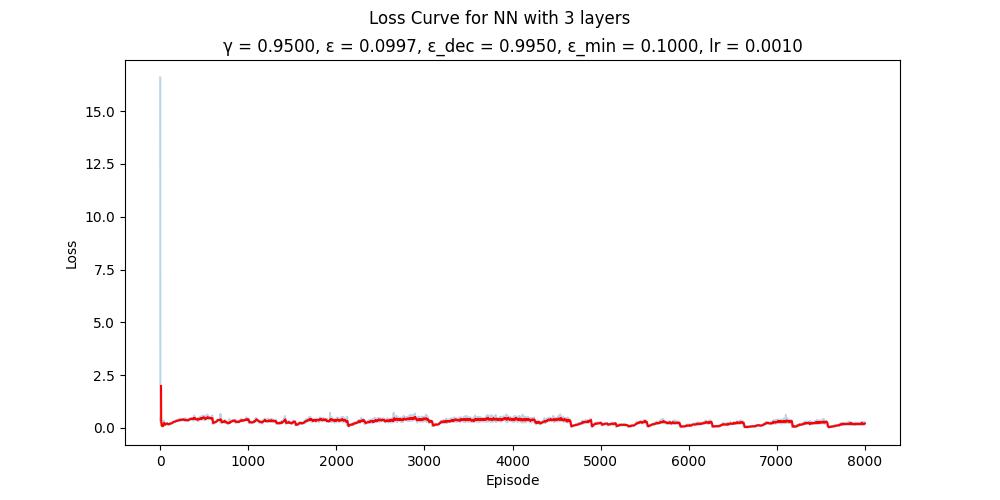 Loss Curve for NN with 3 layers
γ = 0.9500, ε = 0.0997, ε_dec = 0.9950, ε_min = 0.1000, lr = 0.0010
15.0
12.5
10.0
7.5
5.0
2.5
0.0
Loss
0 1000 2000 3000 4000 5000 6000 7000 8000
Episode